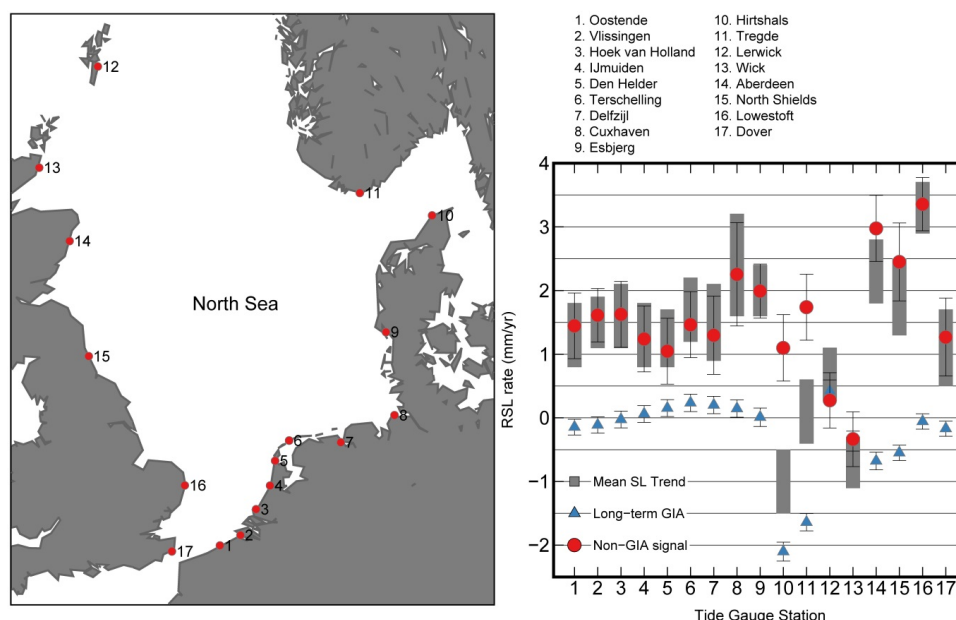 12
13
11
10
14
North Sea
9
15
8
6
7
5
4
16
3
2
17
1
1. Oostende
2. Vlissingen
3. Hoek van Holland
4. IJmuiden
5. Den Helder
6. Terschelling
7. Delfzijl
8. Cuxhaven
9. Esbjerg
10. Hirtshals
11. Tregde
12. Lerwick
13. Wick
14. Aberdeen
15. North Shields
16. Lowestoft
17. Dover
RSL rate (mm/yr)
4
3
2
1
0
−1
−2
Mean SL Trend
Long−term GIA
Non−GIA signal
1 2 3 4 5 6 7 8 9 10 11 12 13 14 15 16 17
Tide Gauge Station